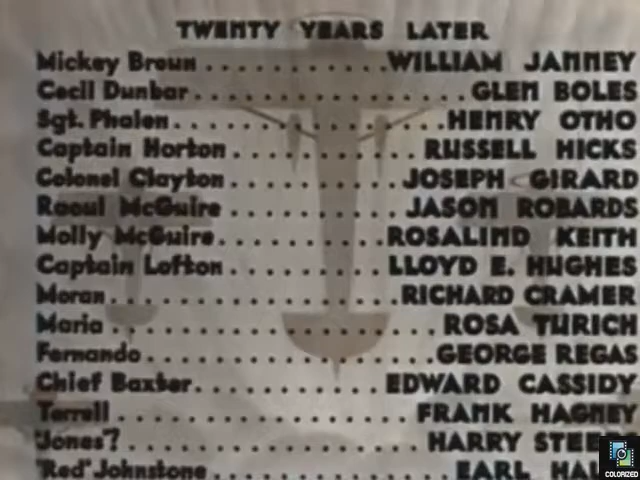 TWENTY YEARS LATER
Mickey Broun...........WILLIAM JANNEY
Cecil Dunbar................GLEN BOLES
Sgt. Phalen................HENRY OTHO
Captain Horton...........RUSSELL HICKS
Colonel Clayton..........JOSEPH GIRARD
Raoul McGuire...........JASON ROBARDS
Molly McGuire..........ROSALIND KEITH
Captain Lofton..........LLOYD E. HUGHES
Moran.................RICHARD CRAMER
Maria...................ROSA TURICH
Fernando.................GEORGE REGAS
Chief Baxter...........EDWARD CASSIDY
Terrell..................FRANK HAGNEY
"Jones"?................HARRY
"Red" Johnstone...............EARL
COLORIZED